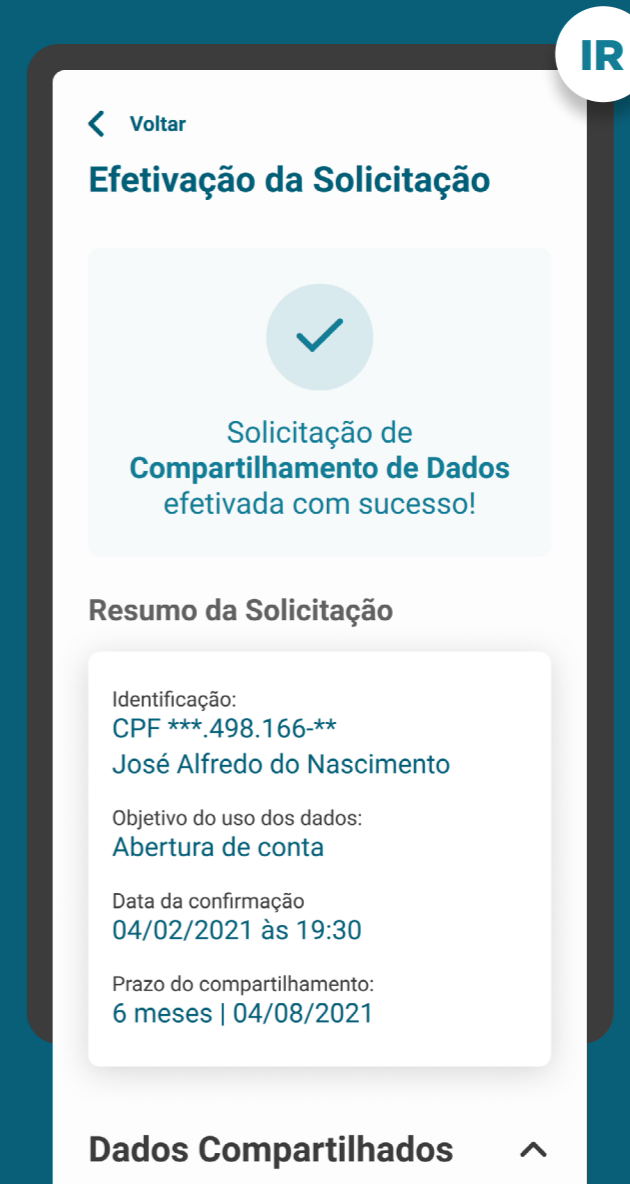 IR
Voltar
Efetivação da Solicitação
Solicitação de
Compartilhamento de Dados
efetivada com sucesso!
Resumo da Solicitação
Identificação:
CPF ***.498.166-**
José Alfredo do Nascimento
Objetivo do uso dos dados:
Abertura de conta
Data da confirmação
04/02/2021 às 19:30
Prazo do compartilhamento:
6 meses | 04/08/2021
Dados Compartilhados